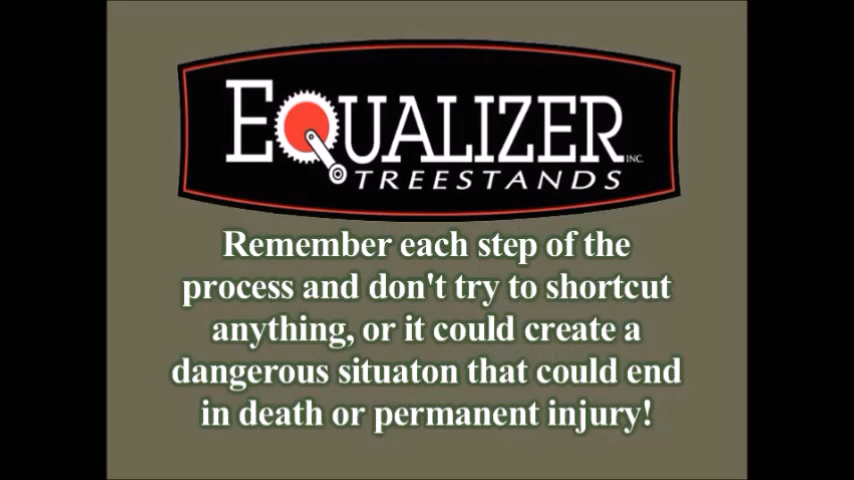 EQUALIZER INC.
TREESTANDS
Remember each step of the
process and don't try to shortcut
anything, or it could create a
dangerous situaton that could end
in death or permanent injury!